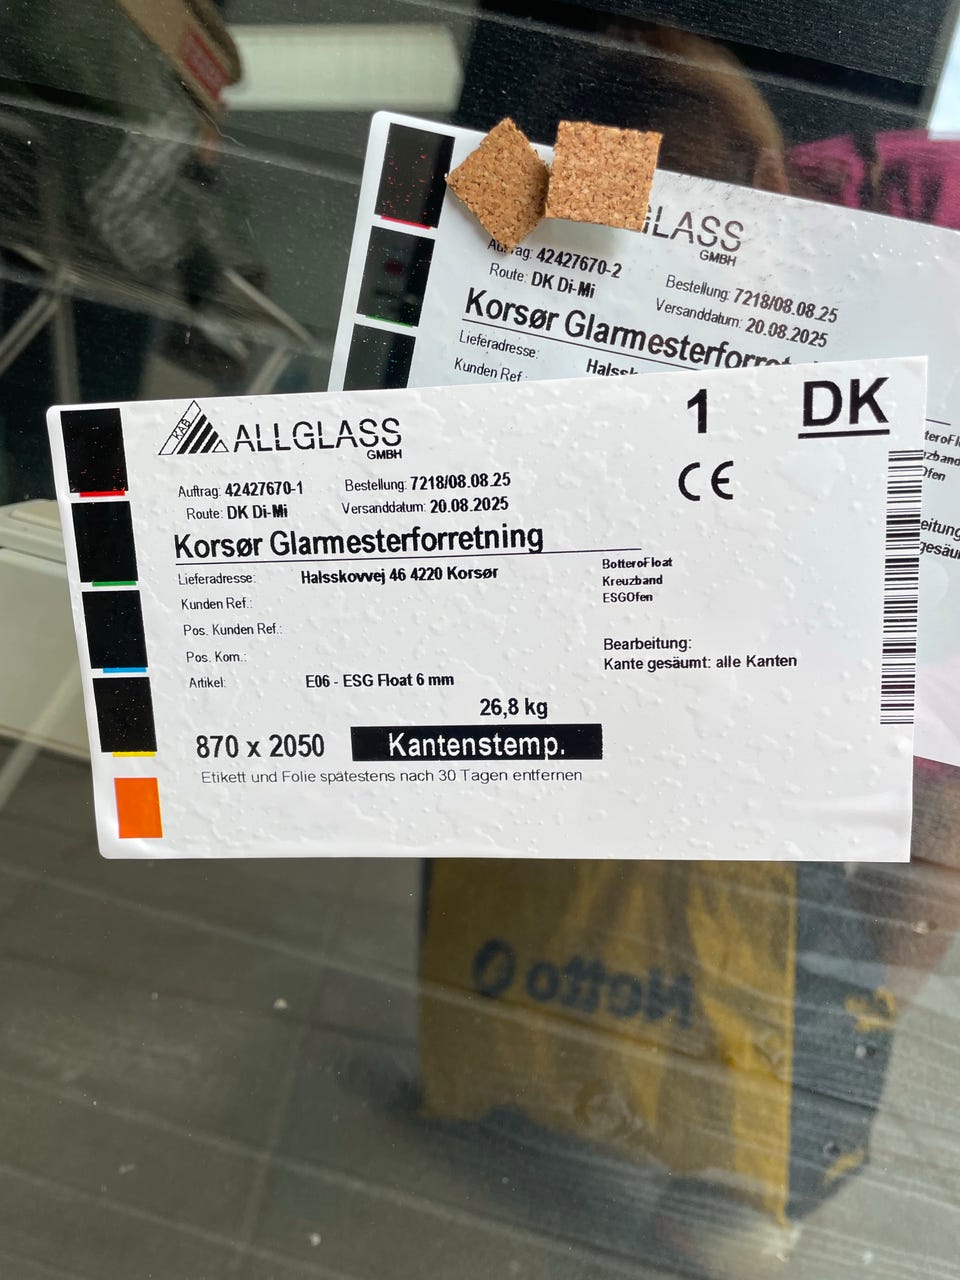 GLASS
GMBH
Auftrag: 42427670-2
Bestellung: 7218/08.08.25
Route: DK Di-Mi
Versanddatum: 20.08.2025
Korsør Glarmesterforretn
Lieferadresse:
Halssk
Kunden Ref.
KAB ALLGLASS
GMBH
1
DK
CE
Auftrag: 42427670-1
Bestellung: 7218/08.08.25
Route: DK Di-Mi
Versanddatum: 20.08.2025
Korsør Glarmesterforretning
Lieferadresse:
Halsskovvej 46 4220 Korsør
Kunden Ref.:
Pos. Kunden Ref.:
Pos. Kom.:
Artikel:
E06 - ESG Float 6 mm
26,8 kg
870 x 2050
Kantenstemp.
Etikett und Folie spätestens nach 30 Tagen entfernen
BotteroFloat
Kreuzband
ESGOfen
Bearbeitung:
Kante gesäumt: alle Kanten
Netto